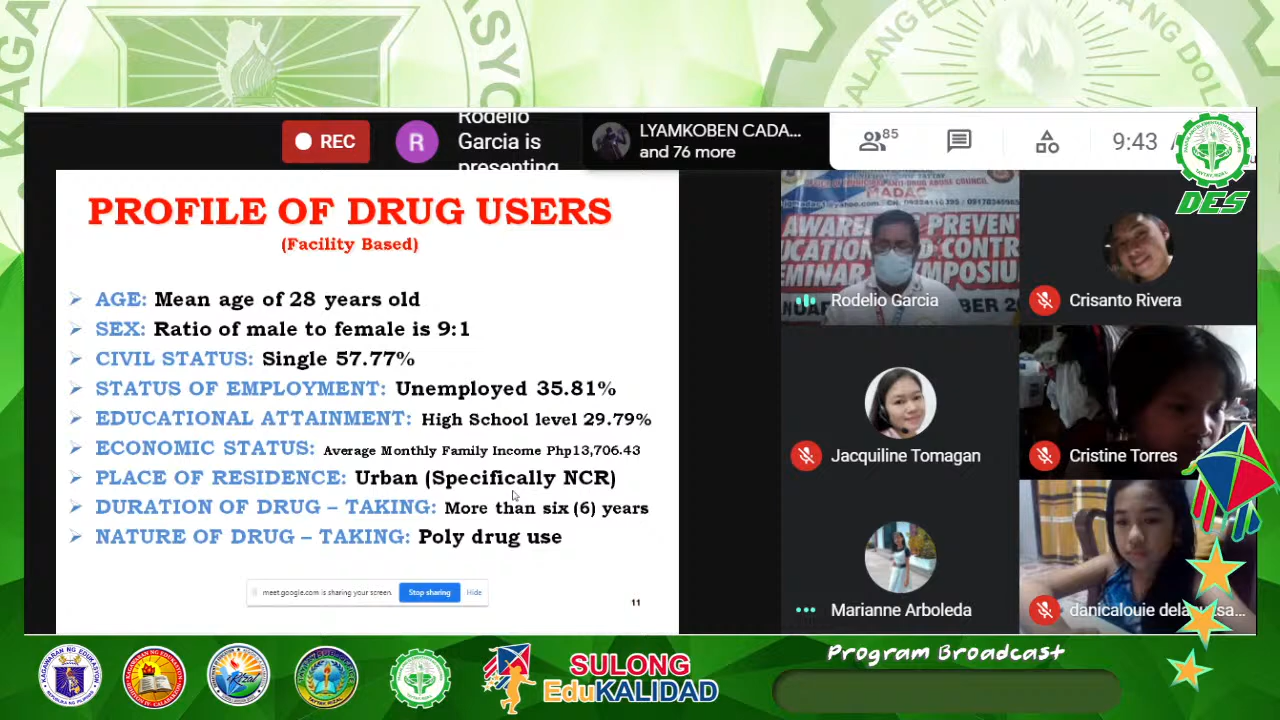 REC
R
Rodelio
Garcia is
presenting
LYAMKOBEN CADA...
and 76 more
85
9:43
DES
PROFILE OF DRUG USERS
(Facility Based)
AGE: Mean age of 28 years old
SEX: Ratio of male to female is 9:1
CIVIL STATUS: Single 57.77%
STATUS OF EMPLOYMENT: Unemployed 35.81%
EDUCATIONAL ATTAINMENT: High School level 29.79%
ECONOMIC STATUS: Average Monthly Family Income Php13,706.43
PLACE OF RESIDENCE: Urban (Specifically NCR)
DURATION OF DRUG – TAKING: More than six (6) years
NATURE OF DRUG – TAKING: Poly drug use
meet.google.com is sharing your screen.
Stop sharing
Hide
11
MADAC
Rodelio Garcia
Crisanto Rivera
Jacquiline Tomagan
Cristine Torres
Marianne Arboleda
SULONG
EduKALIDAD
Program Broadcast